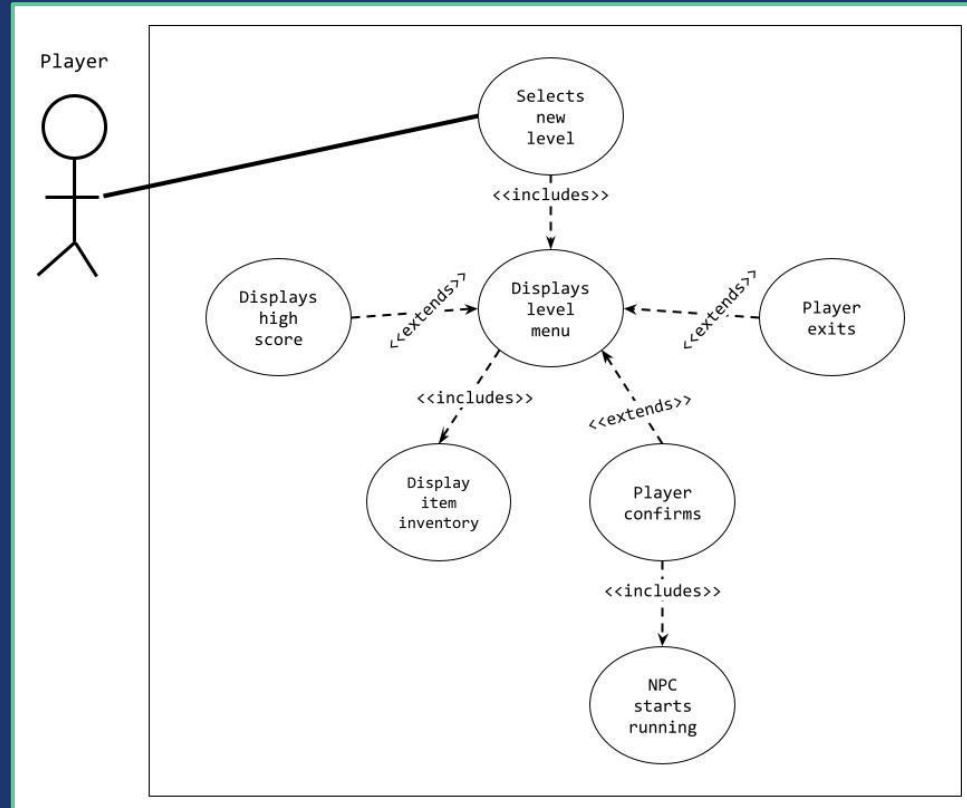 Player
Selects
new
level
<<includes>>
Displays
high
score
<<extends>>
Displays
level
menu
<<extends>>
Player
exits
<<includes>>
<<extends>>
Display
item
inventory
Player
confirms
<<includes>>
NPC
starts
running